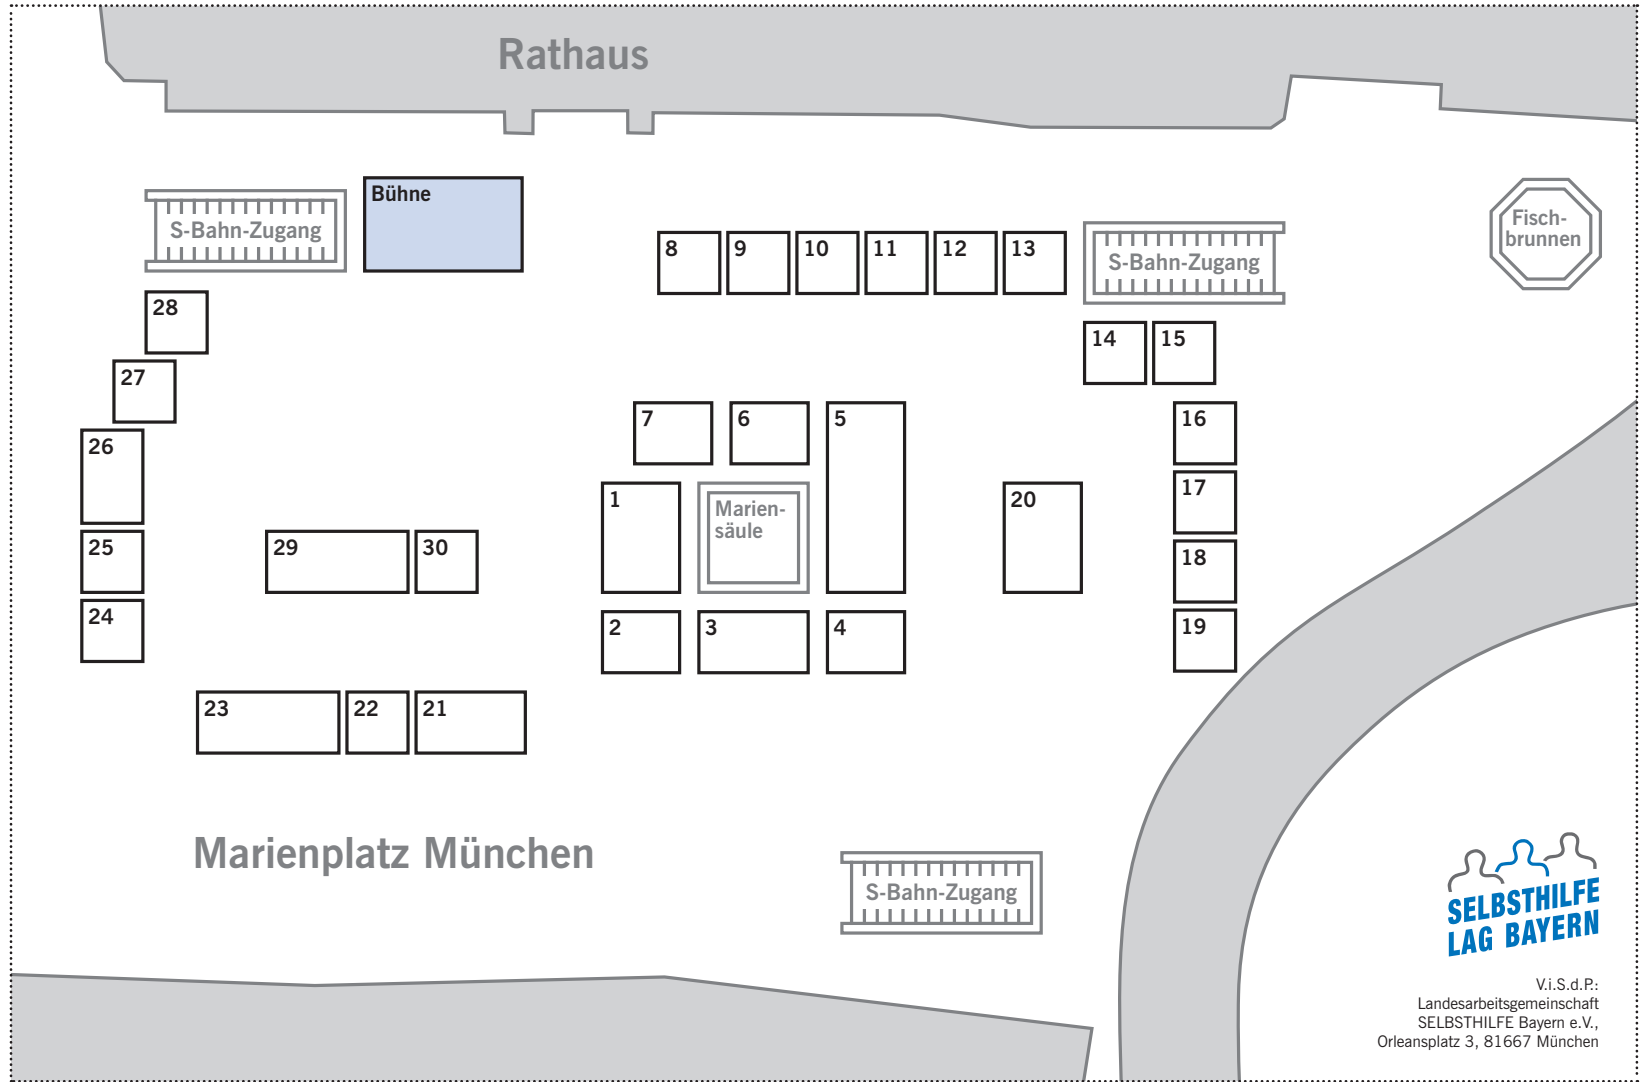 Rathaus
Bühne
S-Bahn-Zugang
Fisch-
brunnen
8 9 10 11 12 13
S-Bahn-Zugang
28
14 15
27
7 6 5 16
26
1
Marien-
säule
20 17
25 29 30 18
24 2 3 4 19
23 22 21
Marienplatz München
S-Bahn-Zugang
SELBSTHILFE
LAG BAYERN
V.i.S.d.P.:
Landesarbeitsgemeinschaft
SELBSTHILFE Bayern e.V.,
Orleansplatz 3, 81667 München